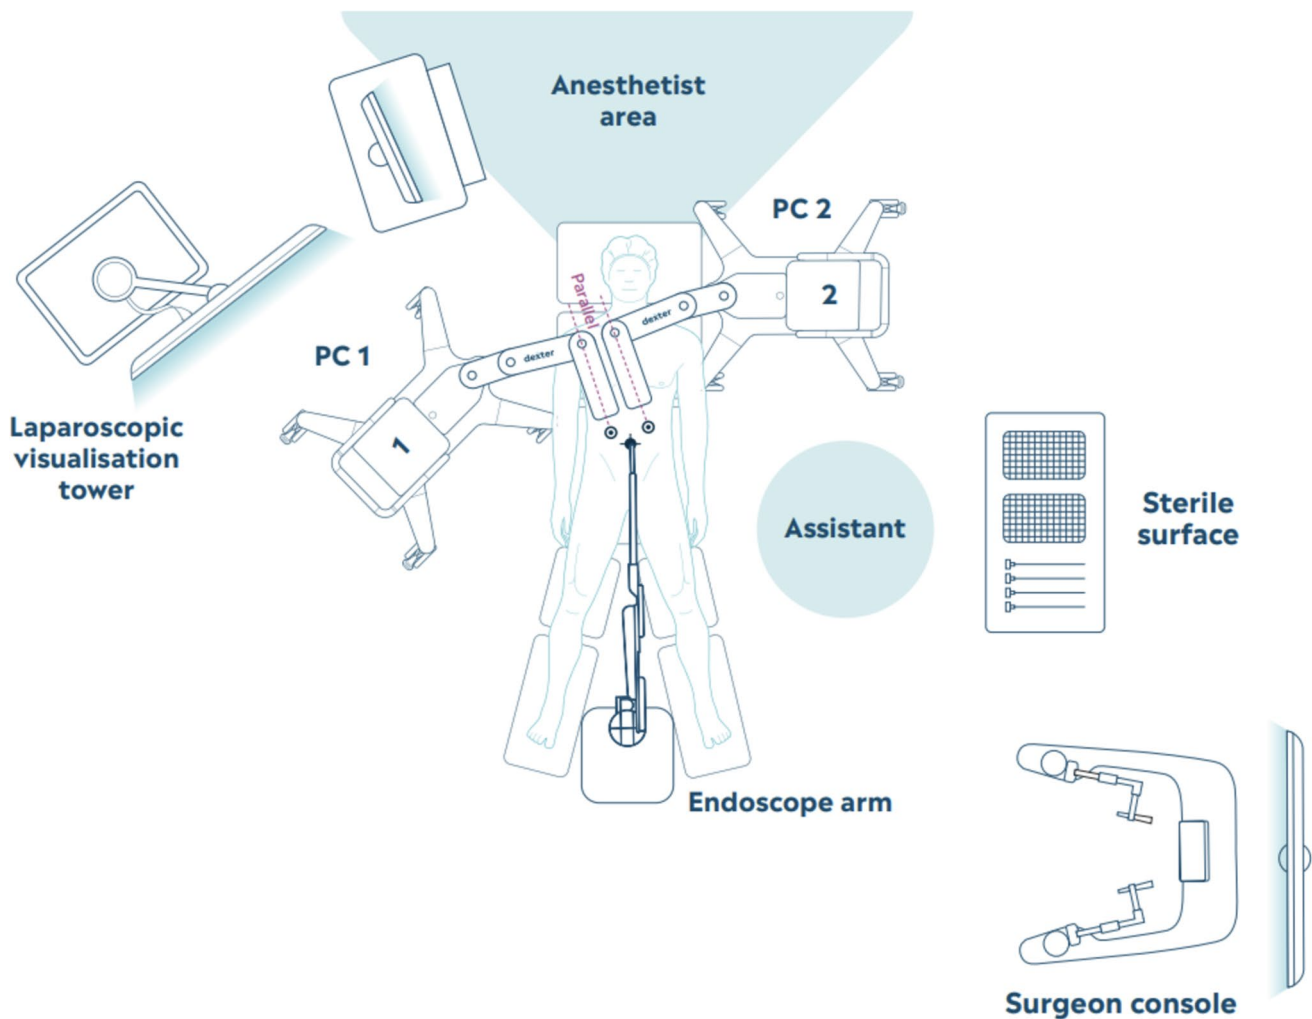 Anesthetist
area
PC 2
2
Parallel
dexter
dexter
PC 1
1
Laparoscopic
visualisation
tower
Assistant
Sterile
surface
Endoscope arm
Surgeon console